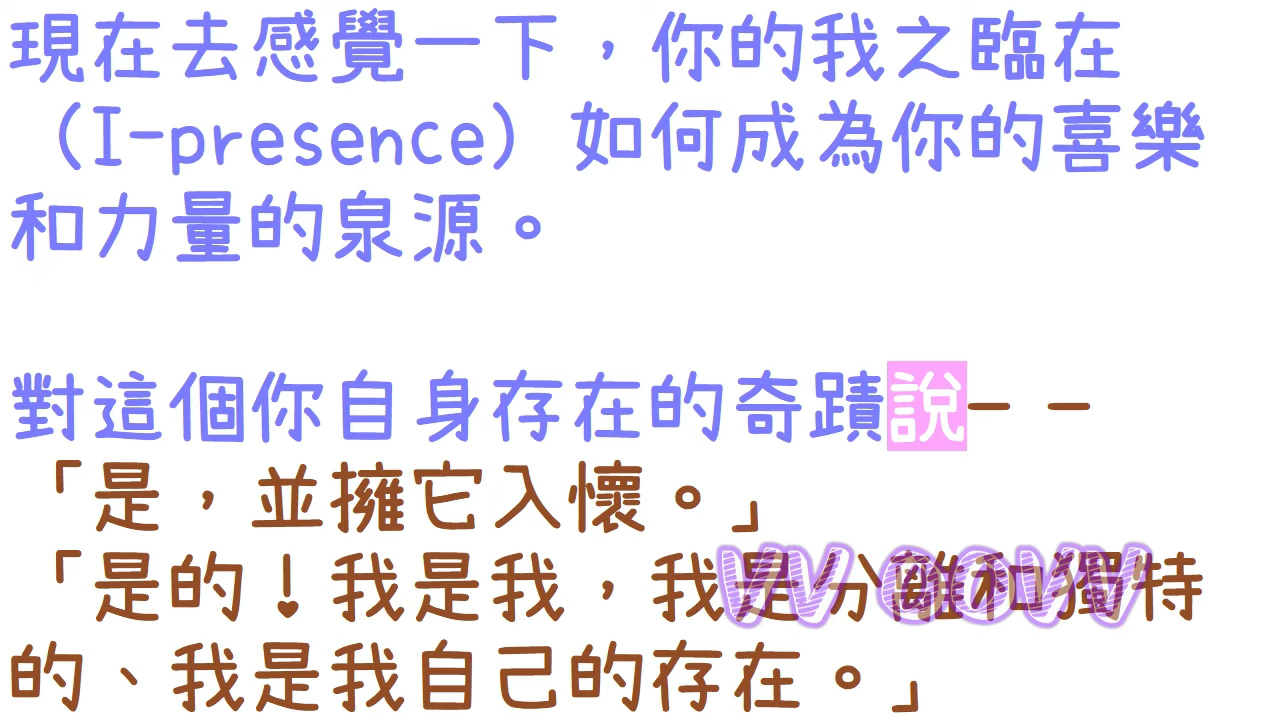 現在去感覺一下，你的我之臨在
（I-presence）如何成為你的喜樂
和力量的泉源。
對這個你自身存在的奇蹟說－－
「是，並擁它入懷。」
「是的！我是我，我是分離和獨特
的、我是我自己的存在。」